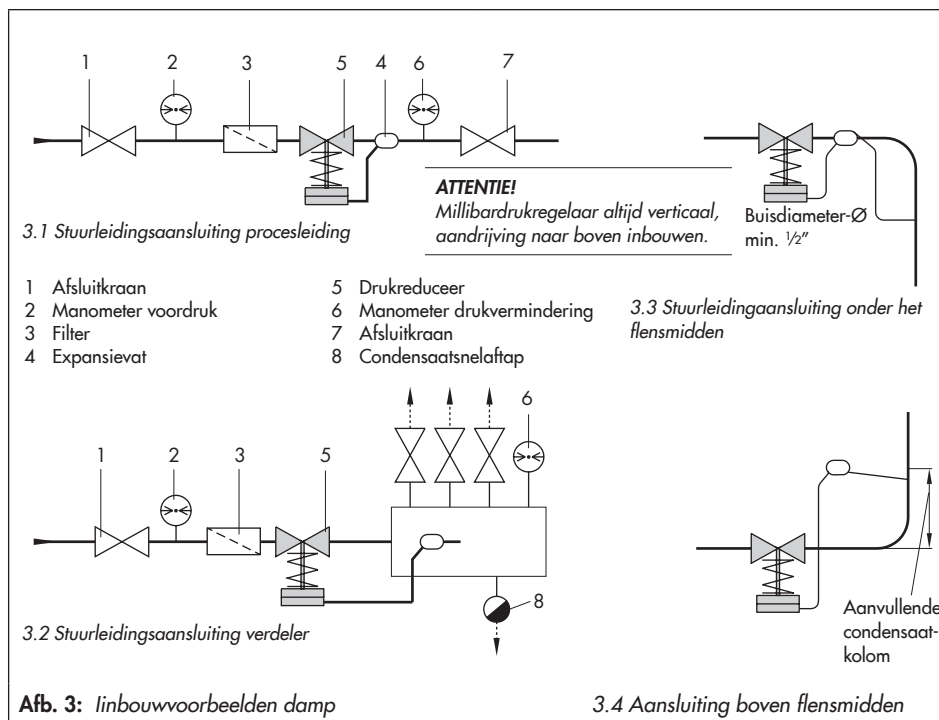 1 2 3 5 4 6 7
3.1 Stuurleidingsaansluiting procesleiding
ATTENTIE!
Millibardrukregelaar altijd verticaal,
aandrijving naar boven inbouwen.
Buisdiameter-Ø
min. ½"
3.3 Stuurleidingaansluiting onder het
flensmidden
1 Afsluitkraan
2 Manometer voordruk
3 Filter
4 Expansievat
5 Drukreduceer
6 Manometer drukvermindering
7 Afsluitkraan
8 Condensaatsnelaftap
1 2 3 5 6
8
3.2 Stuurleidingsaansluiting verdeler
Aanvullende
condensaat-
kolom
Afb. 3: Iinbouwvoorbeelden damp
3.4 Aansluiting boven flensmidden